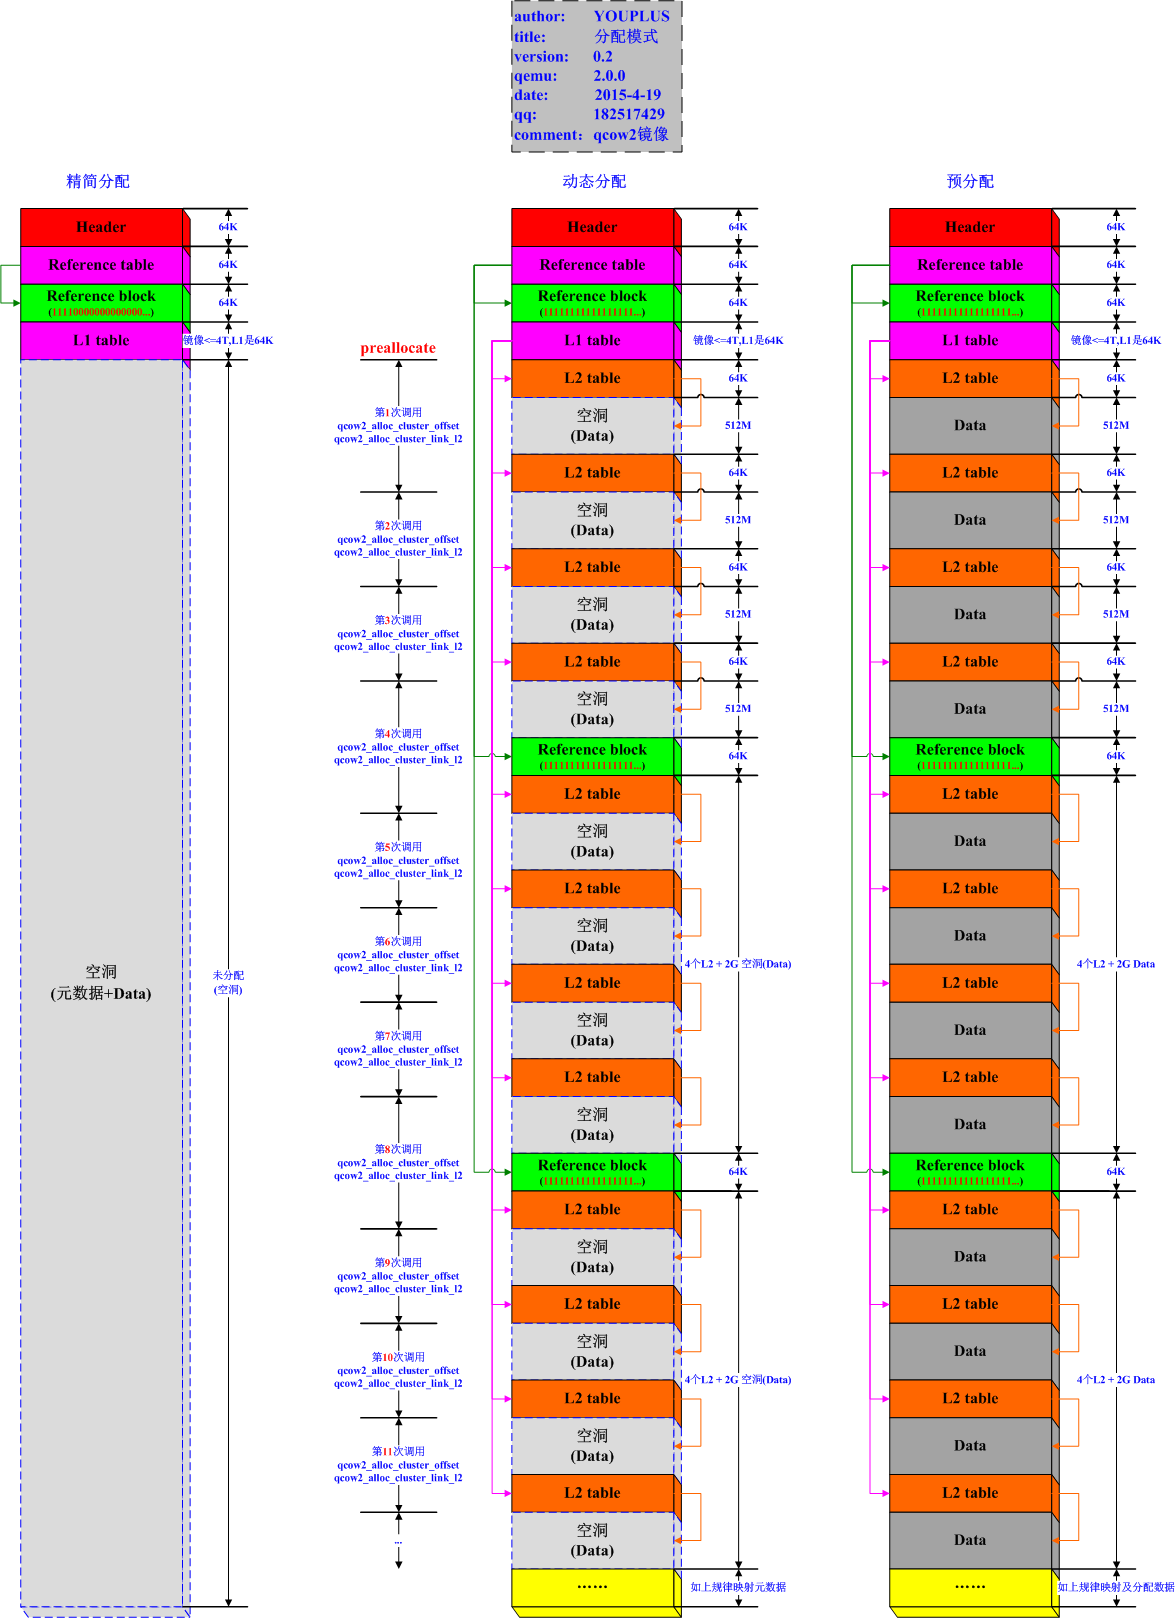 author: YOUPLUS
title: 分配模式
version: 0.2
qemu: 2.0.0
date: 2015-4-19
qq: 182517429
comment: qcow2镜像
精简分配
Header
64K
Reference table
64K
Reference block
(11110000000000000...)
64K
L1 table
镜像<=4T,L1是64K
空洞
(元数据+Data)
未分配
(空洞)
preallocate
第1次调用
qcow2_alloc_cluster_offset
qcow2_alloc_cluster_link_l2
第2次调用
qcow2_alloc_cluster_offset
qcow2_alloc_cluster_link_l2
第3次调用
qcow2_alloc_cluster_offset
qcow2_alloc_cluster_link_l2
第4次调用
qcow2_alloc_cluster_offset
qcow2_alloc_cluster_link_l2
第5次调用
qcow2_alloc_cluster_offset
qcow2_alloc_cluster_link_l2
第6次调用
qcow2_alloc_cluster_offset
qcow2_alloc_cluster_link_l2
第7次调用
qcow2_alloc_cluster_offset
qcow2_alloc_cluster_link_l2
第8次调用
qcow2_alloc_cluster_offset
qcow2_alloc_cluster_link_l2
第9次调用
qcow2_alloc_cluster_offset
qcow2_alloc_cluster_link_l2
第10次调用
qcow2_alloc_cluster_offset
qcow2_alloc_cluster_link_l2
第11次调用
qcow2_alloc_cluster_offset
qcow2_alloc_cluster_link_l2
...
动态分配
Header
64K
Reference table
64K
Reference block
(11111111111111111...)
64K
L1 table
镜像<=4T,L1是64K
L2 table
64K
空洞
(Data)
512M
L2 table
64K
空洞
(Data)
512M
L2 table
64K
空洞
(Data)
512M
L2 table
64K
空洞
(Data)
512M
Reference block
(11111111111111111...)
64K
L2 table
空洞
(Data)
L2 table
空洞
(Data)
4个L2 + 2G 空洞(Data)
L2 table
空洞
(Data)
L2 table
空洞
(Data)
Reference block
(11111111111111111...)
64K
L2 table
空洞
(Data)
L2 table
空洞
(Data)
4个L2 + 2G 空洞(Data)
L2 table
空洞
(Data)
L2 table
空洞
(Data)
......
如上规律映射元数据
预分配
Header
64K
Reference table
64K
Reference block
(11111111111111111...)
64K
L1 table
镜像<=4T,L1是64K
L2 table
64K
Data
512M
L2 table
64K
Data
512M
L2 table
64K
Data
512M
L2 table
64K
Data
512M
Reference block
(11111111111111111...)
64K
L2 table
Data
L2 table
Data
4个L2 + 2G Data
L2 table
Data
L2 table
Data
Reference block
(11111111111111111...)
64K
L2 table
Data
L2 table
Data
4个L2 + 2G Data
L2 table
Data
L2 table
Data
......
如上规律映射及分配数据